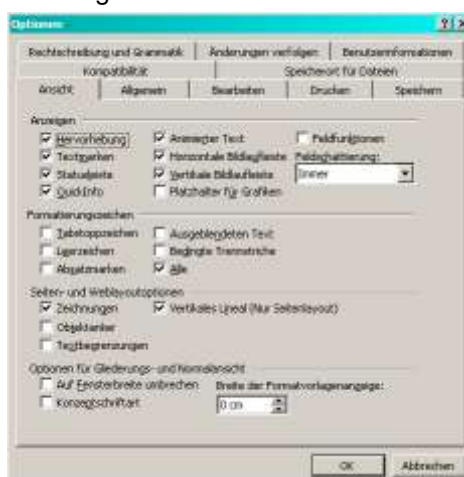 Optionen
Rechtschreibung und Grammatik Änderungen verfolgen Benutzerinformationen
Kompatibilität Speicherort für Dateien
Ansicht Allgemein Bearbeiten Drucken Speichern
Anzeigen
Hervorhebung Animierter Text Feldfunktionen
Textmarken Horizontale Bildlaufleiste Feldschattierung:
Statusleiste Vertikale Bildlaufleiste Immer
QuickInfo Platzhalter für Grafiken
Formatierungszeichen
Tabstoppzeichen Ausgeblendeten Text
Leerzeichen Bedingte Trennstriche
Absatzmarken Alle
Seiten- und Weblayoutoptionen
Zeichnungen Vertikales Lineal (Nur Seitenlayout)
Objektanker
Textbegrenzungen
Optionen für Gliederungs- und Normalansicht
Auf Fensterbreite umbrechen Breite der Formatvorlagenanzeige:
Konzeptschriftart 0 cm
OK Abbrechen